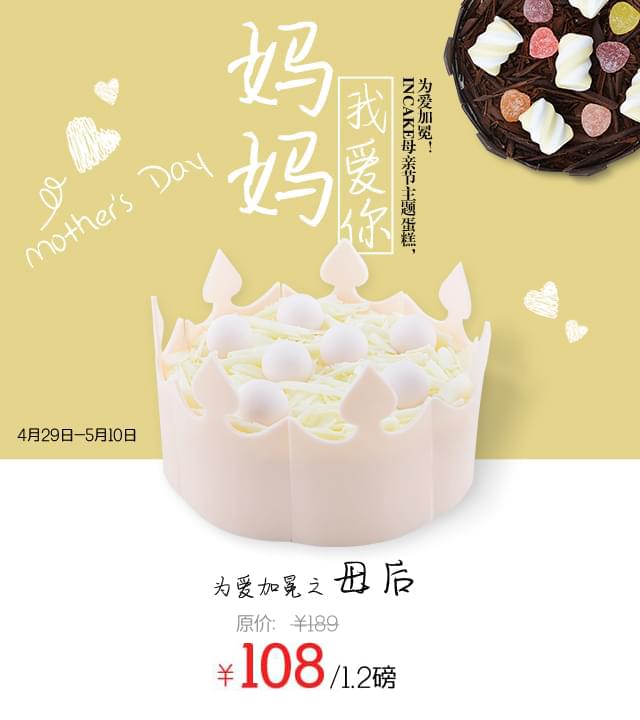 妈妈
我爱你
为爱加冕！
INCAKE母亲节主题蛋糕，
mother's Day
4月29日-5月10日
为爱加冕之 母后
原价: ¥189
¥108/1.2磅